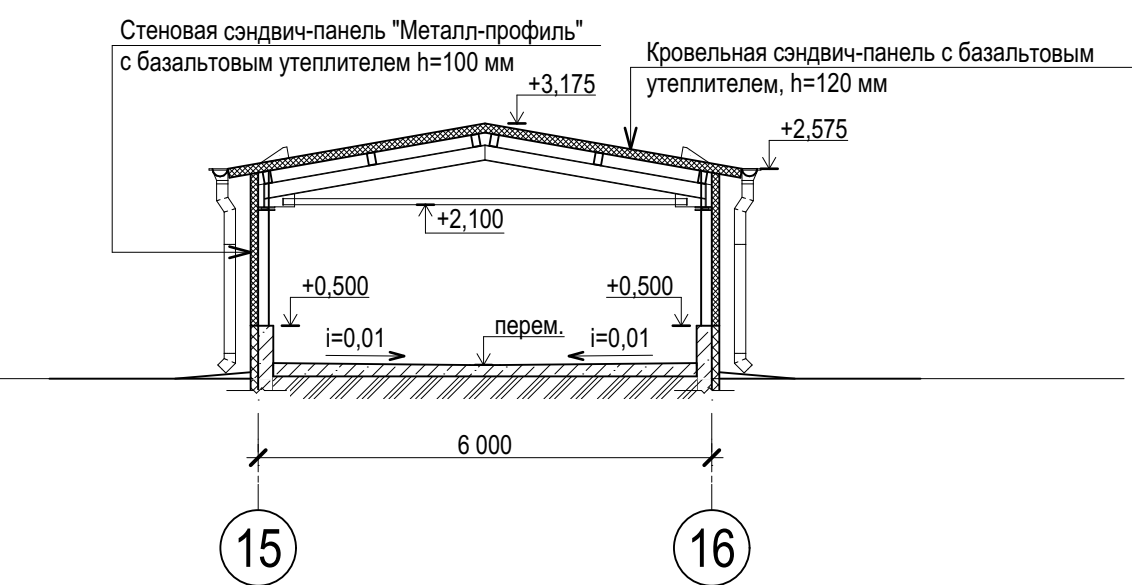 Стеновая сэндвич-панель "Металл-профиль"
с базальтовым утеплителем h=100 мм
Кровельная сэндвич-панель с базальтовым
утеплителем, h=120 мм
+3,175
+2,575
+2,100
+0,500
+0,500
i=0,01
перем.
i=0,01
6 000
15
16